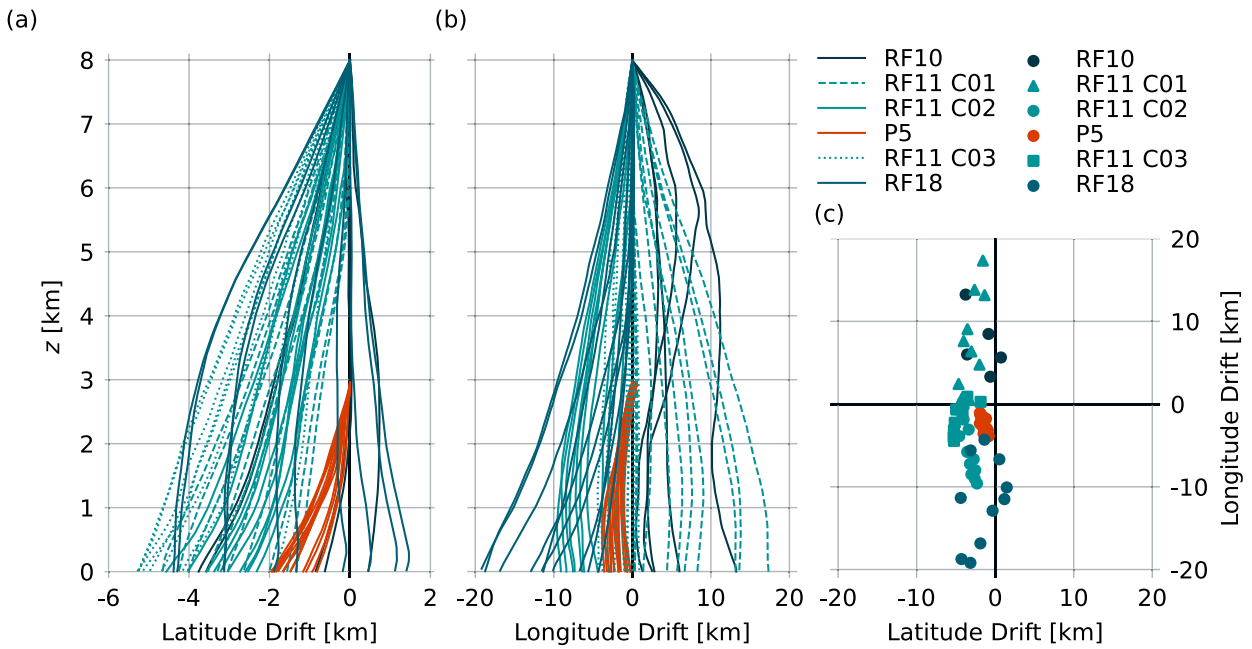 (a)
(b)
8
7
6
5
4
3
2
1
0
z [km]
-6
-4
-2
0
2
Latitude Drift [km]
-20
-10
0
10
20
Longitude Drift [km]
RF10
RF11 C01
RF11 C02
P5
RF11 C03
RF18
RF10
RF11 C01
RF11 C02
P5
RF11 C03
RF18
(c)
20
10
0
-10
-20
Longitude Drift [km]
-20
-10
0
10
20
Latitude Drift [km]